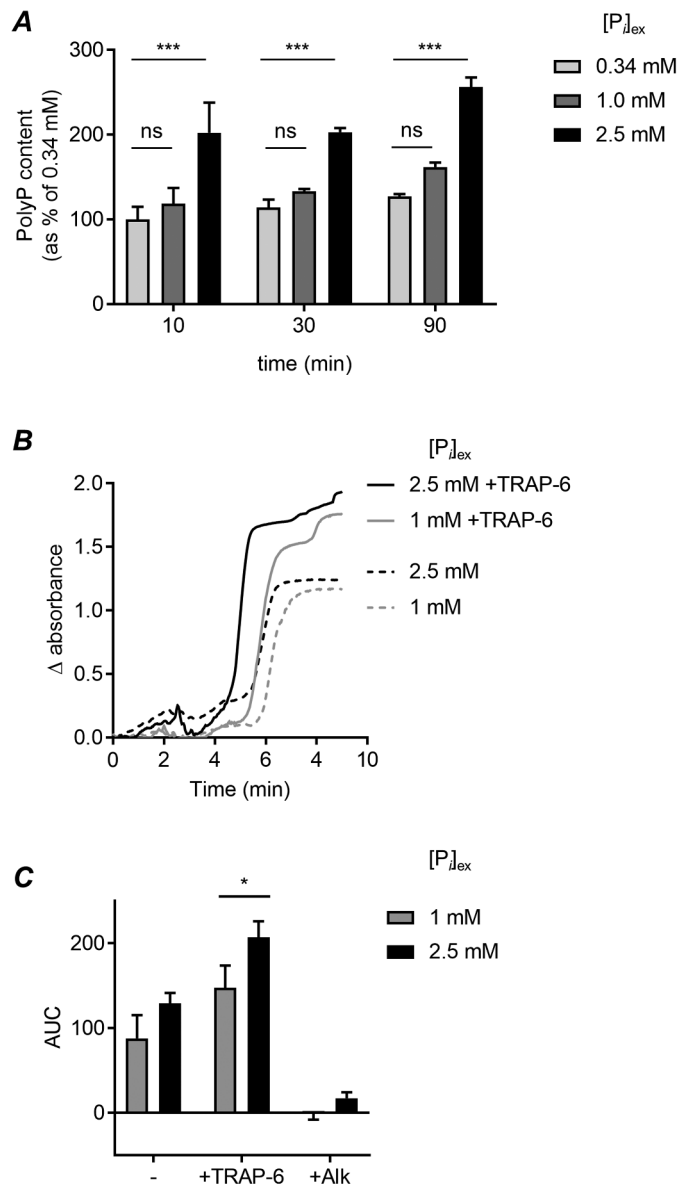 A
[Pi]ex
300
***
***
***
0.34 mM
1.0 mM
2.5 mM
PolyP content
(as % of 0.34 mM)
200
ns
ns
ns
100
0
10
30
90
time (min)
B
[Pi]ex
2.0
2.5 mM +TRAP-6
1 mM +TRAP-6
1.5
2.5 mM
1 mM
Δ absorbance
1.0
0.5
0.0
0
2
4
6
4
10
Time (min)
C
[Pi]ex
*
1 mM
2.5 mM
200
AUC
100
0
-
+TRAP-6
+Alk